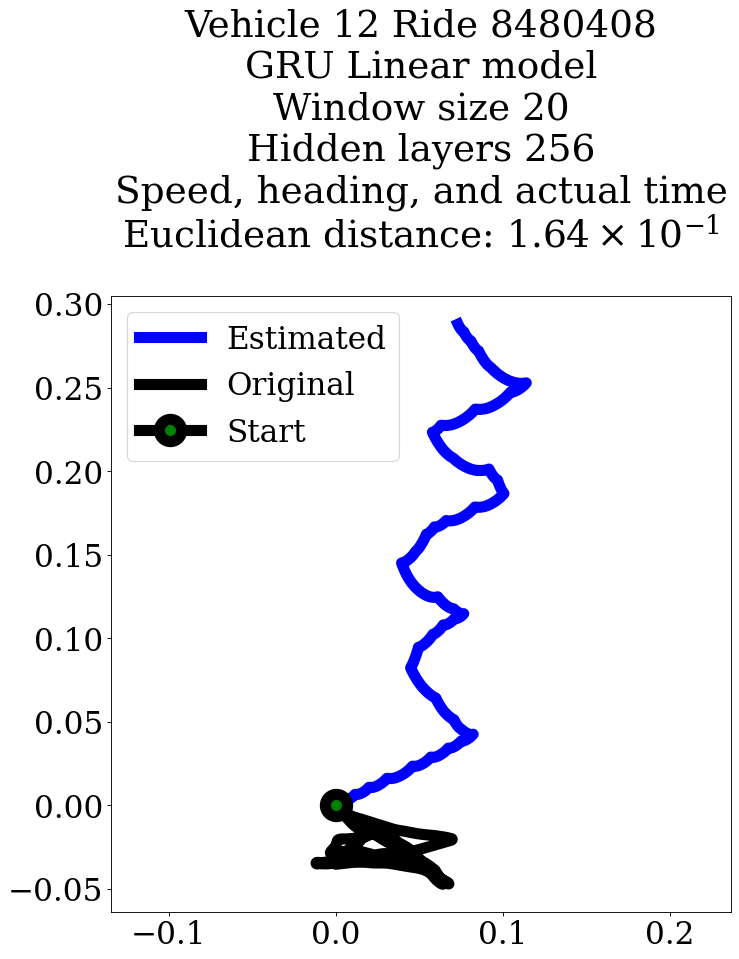 Vehicle 12 Ride 8480408
GRU Linear model
Window size 20
Hidden layers 256
Speed, heading, and actual time
Euclidean distance: 1.64 × 10⁻¹
0.30
0.25
0.20
0.15
0.10
0.05
0.00
−0.05
Estimated
Original
Start
−0.1 0.0 0.1 0.2